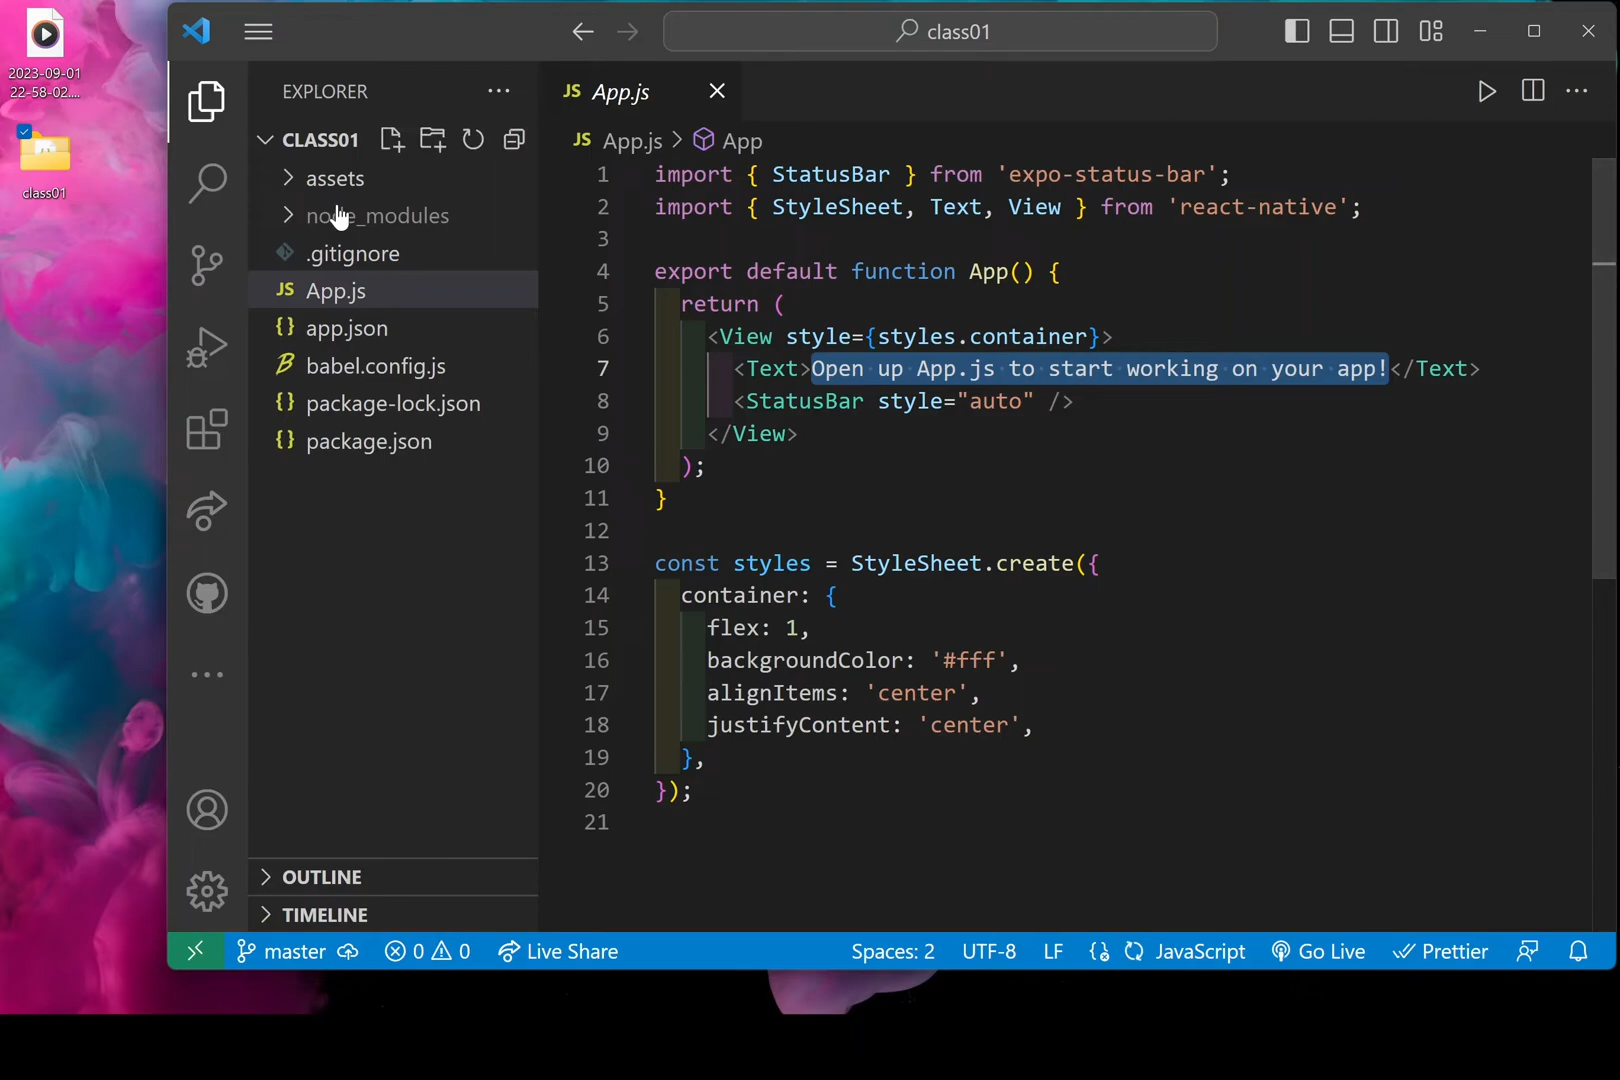 2023-09-01
22-58-02....
class01
class01
EXPLORER
CLASS01
assets
node_modules
.gitignore
JS App.js
{} app.json
babel.config.js
{} package-lock.json
{} package.json
OUTLINE
TIMELINE
JS App.js
JS App.js > App
1 import { StatusBar } from 'expo-status-bar';
2 import { StyleSheet, Text, View } from 'react-native';
3
4 export default function App() {
5 return (
6 <View style={styles.container}>
7 <Text>Open up App.js to start working on your app!</Text>
8 <StatusBar style="auto" />
9 </View>
10 );
11 }
12
13 const styles = StyleSheet.create({
14 container: {
15 flex: 1,
16 backgroundColor: '#fff',
17 alignItems: 'center',
18 justifyContent: 'center',
19 },
20 });
21
master 0 0 Live Share Spaces: 2 UTF-8 LF JavaScript Go Live Prettier